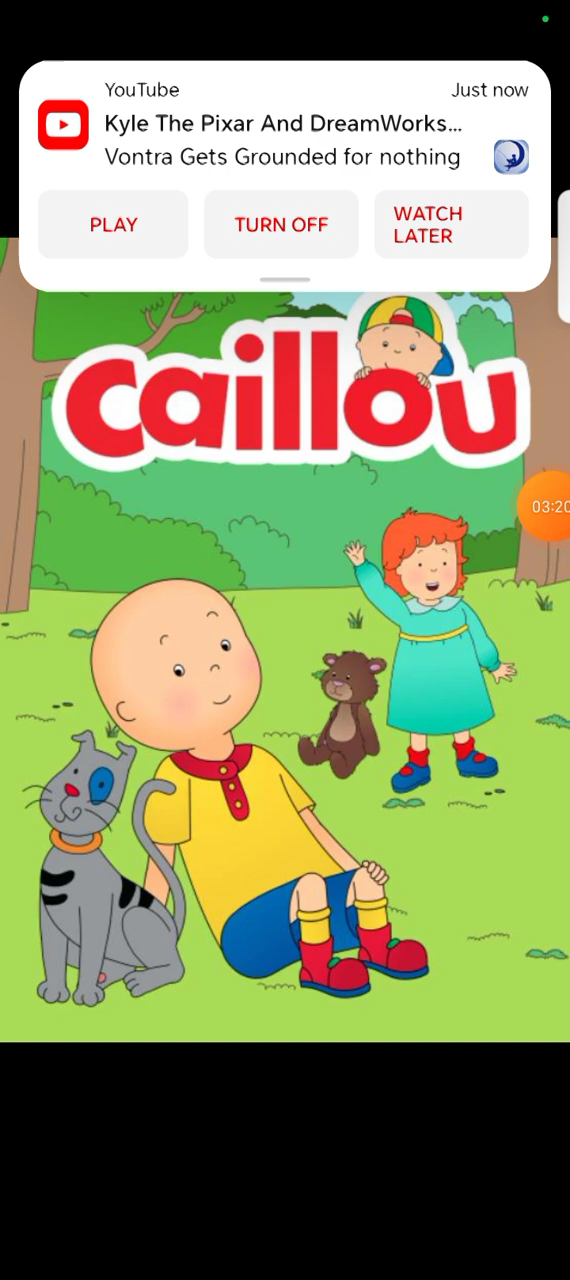 YouTube Just now
Kyle The Pixar And DreamWorks...
Vontra Gets Grounded for nothing
PLAY TURN OFF WATCH LATER
caillou
03:20